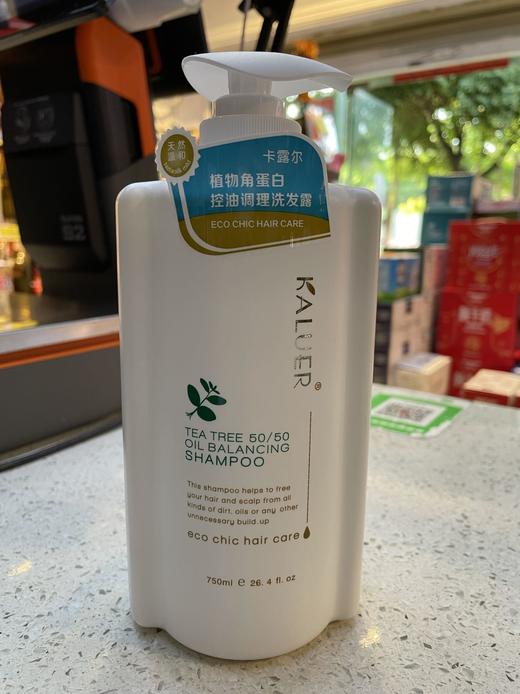 天然
温和
卡露尔
植物角蛋白
控油调理洗发露
ECO CHIC HAIR CARE
KALUER®
TEA TREE 50/50
OIL BALANCING
SHAMPOO
This shampoo helps to free
your hair and scalp from all
kinds of dirt, oils or any other
unnecessary build.up
eco chic hair care
750ml e 26.4 fl. oz